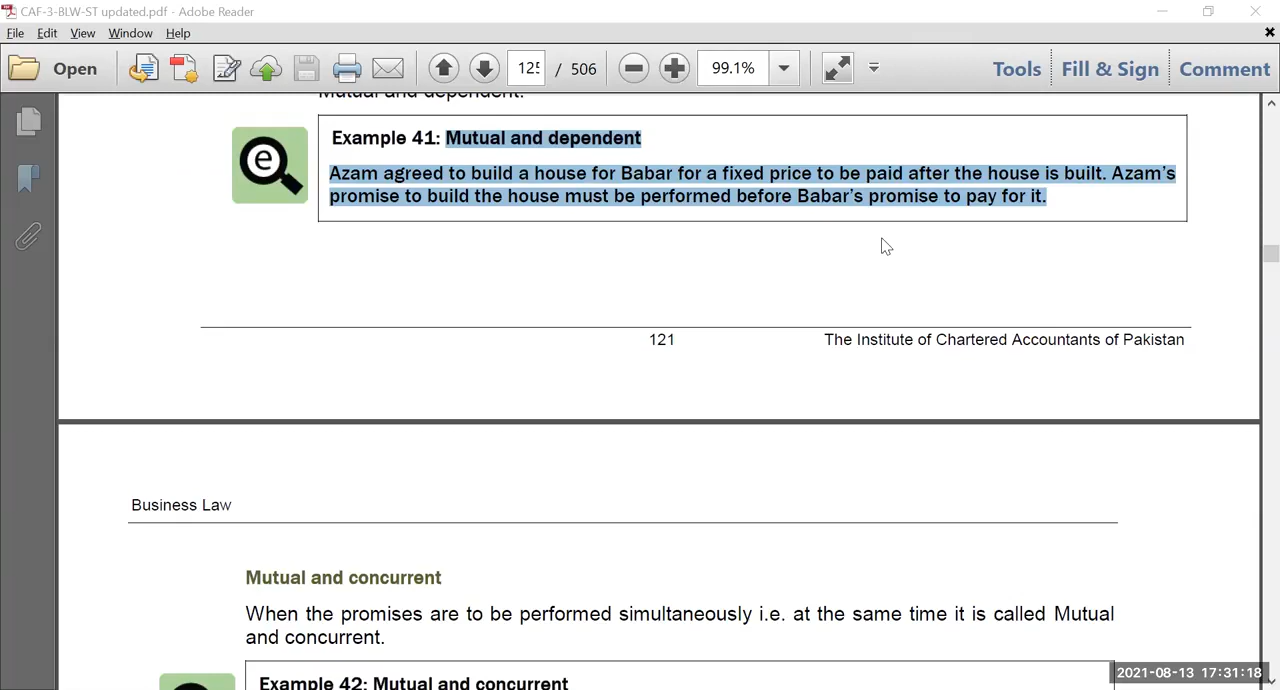 CAF-3-BLW-ST updated.pdf - Adobe Reader
File Edit View Window Help
Open 125 / 506 99.1% Tools Fill & Sign Comment
Mutual and dependent.
Example 41: Mutual and dependent
Azam agreed to build a house for Babar for a fixed price to be paid after the house is built. Azam's
promise to build the house must be performed before Babar's promise to pay for it.
121 The Institute of Chartered Accountants of Pakistan
Business Law
Mutual and concurrent
When the promises are to be performed simultaneously i.e. at the same time it is called Mutual
and concurrent.
Example 42: Mutual and concurrent
2021-08-13 17:31:18